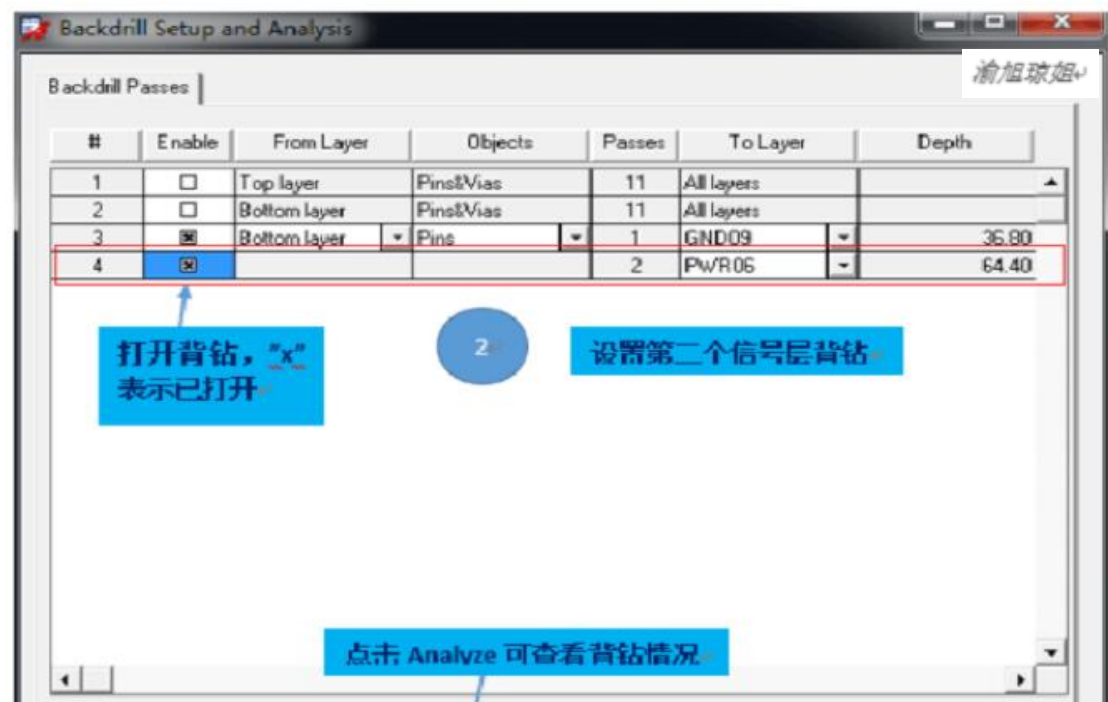 Backdrill Setup and Analysis
渝旭琼姐
Backdrill Passes
# Enable From Layer Objects Passes To Layer Depth
1 Top layer Pins&Vias 11 All layers
2 Bottom layer Pins&Vias 11 All layers
3 Bottom layer Pins 1 GND09 36.80
4 2 PWR06 64.40
打开背钻，"x"
表示已打开
2
设置第二个信号层背钻
点击 Analyze 可查看背钻情况